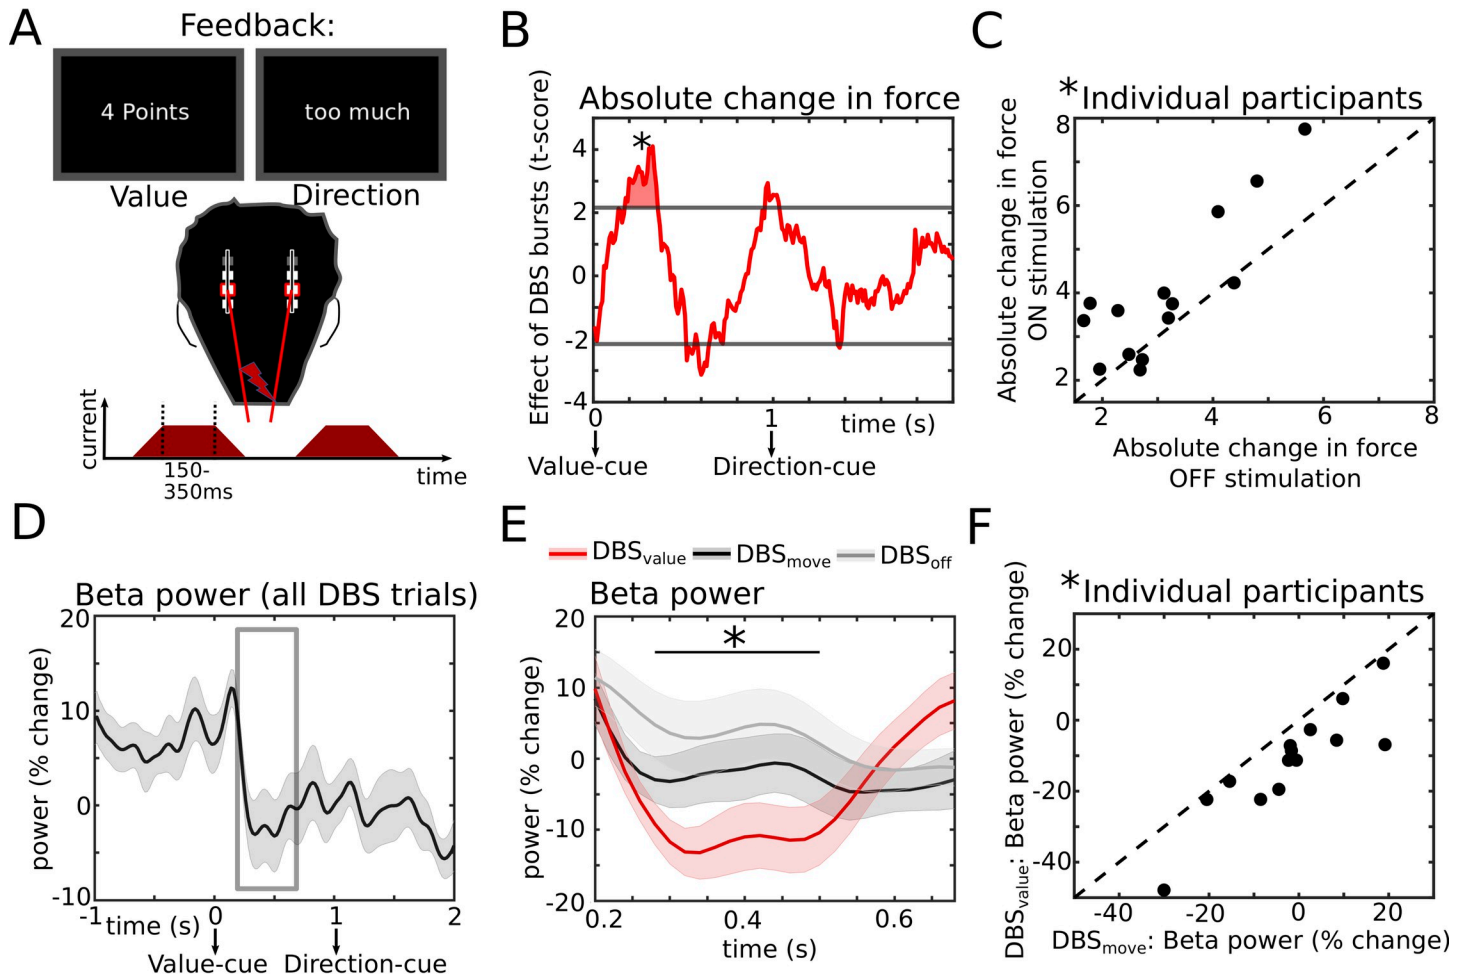 A
Feedback:
4 Points
too much
Value
Direction
current
150-
350ms
time
B
Absolute change in force
Effect of DBS bursts (t-score)
*
4
2
0
-2
-4
0
1
time (s)
Value-cue
Direction-cue
C
*Individual participants
Absolute change in force
ON stimulation
8
6
4
2
2
4
6
8
Absolute change in force
OFF stimulation
D
Beta power (all DBS trials)
power (% change)
20
10
0
-10
-1
time (s)
0
1
2
Value-cue
Direction-cue
E
DBSvalue
DBSmove
DBSoff
Beta power
power (% change)
*
20
10
0
-10
-20
0.2
0.4
0.6
time (s)
F
*Individual participants
DBSvalue: Beta power (% change)
20
0
-20
-40
-40
-20
0
20
DBSmove: Beta power (% change)